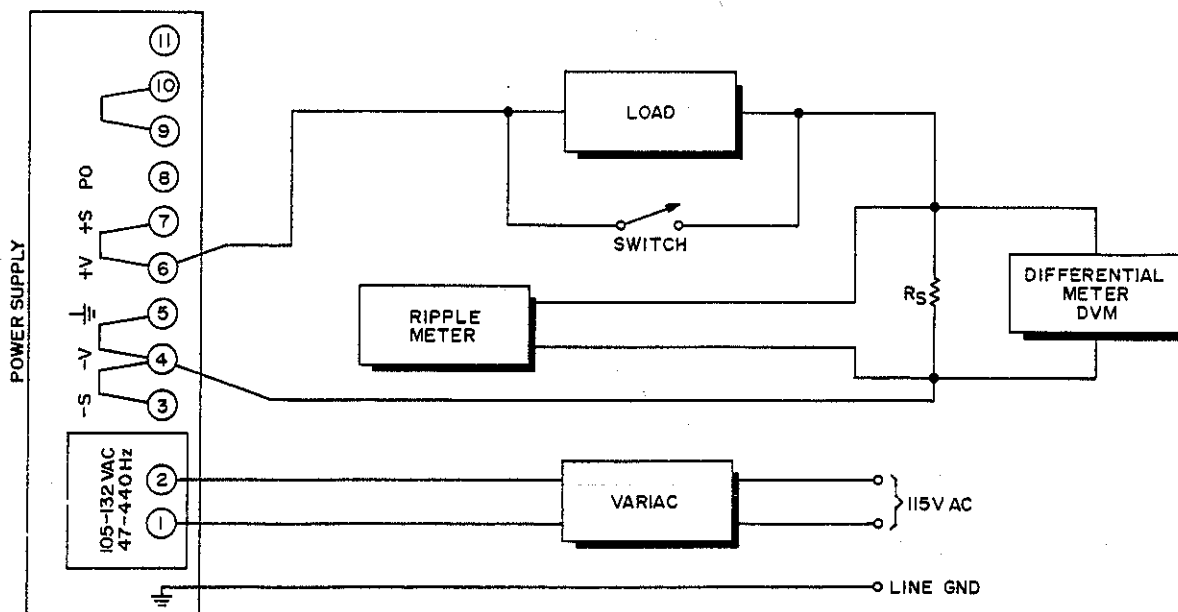 POWER SUPPLY
11
10
9
PO 8
+S 7
+V 6
5
-V 4
-S 3
105-132 VAC
47-440 Hz
2
1
LOAD
SWITCH
RIPPLE
METER
RS
DIFFERENTIAL
METER
DVM
VARIAC
115V AC
LINE GND